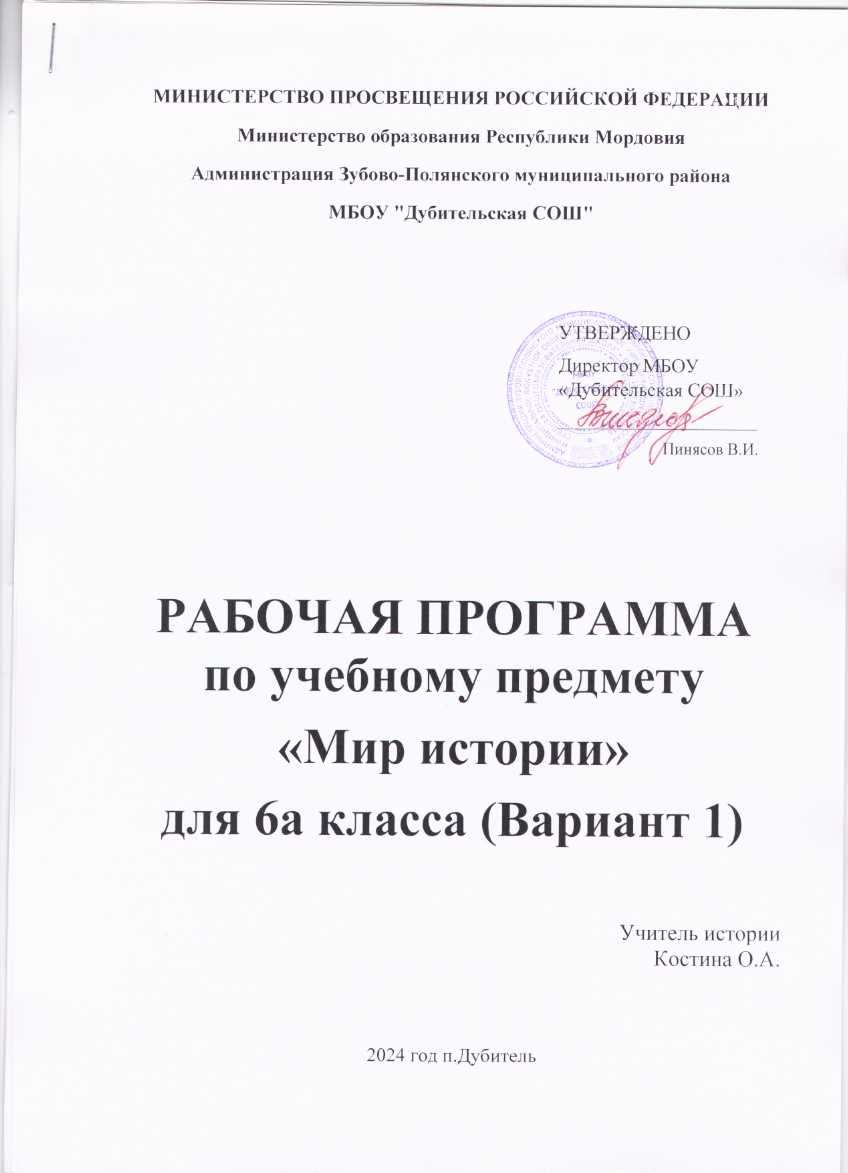 МИНИСТЕРСТВО ПРОСВЕЩЕНИЯ РОССИЙСКОЙ ФЕДЕРАЦИИ
Министерство образования Республики Мордовия
Администрация Зубово-Полянского муниципального района
МБОУ "Дубительская СОШ"
УТВЕРЖДЕНО
Директор МБОУ
«Дубительская СОШ»
Пинясов В.И.
РАБОЧАЯ ПРОГРАММА
по учебному предмету
«Мир истории»
для 6а класса (Вариант 1)
Учитель истории
Костина О.А.
2024 год п.Дубитель